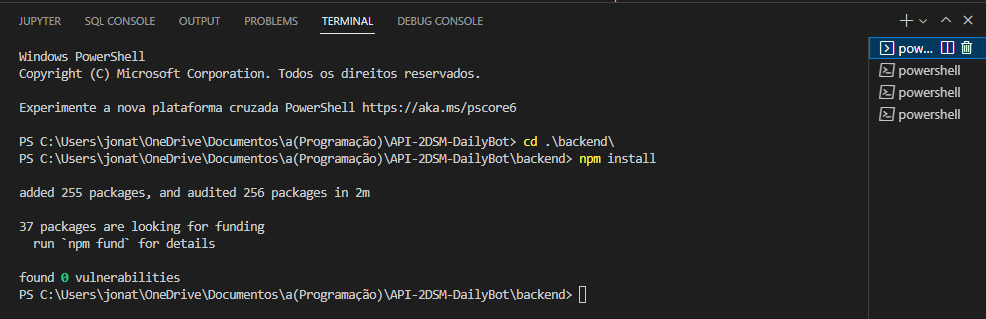 JUPYTER SQL CONSOLE OUTPUT PROBLEMS TERMINAL DEBUG CONSOLE
Windows PowerShell
Copyright (C) Microsoft Corporation. Todos os direitos reservados.
Experimente a nova plataforma cruzada PowerShell https://aka.ms/pscore6
PS C:\Users\jonat\OneDrive\Documentos\a(Programação)\API-2DSM-DailyBot> cd .\backend\
PS C:\Users\jonat\OneDrive\Documentos\a(Programação)\API-2DSM-DailyBot\backend> npm install
added 255 packages, and audited 256 packages in 2m
37 packages are looking for funding
run `npm fund` for details
found 0 vulnerabilities
PS C:\Users\jonat\OneDrive\Documentos\a(Programação)\API-2DSM-DailyBot\backend>
pow...
powershell
powershell
powershell